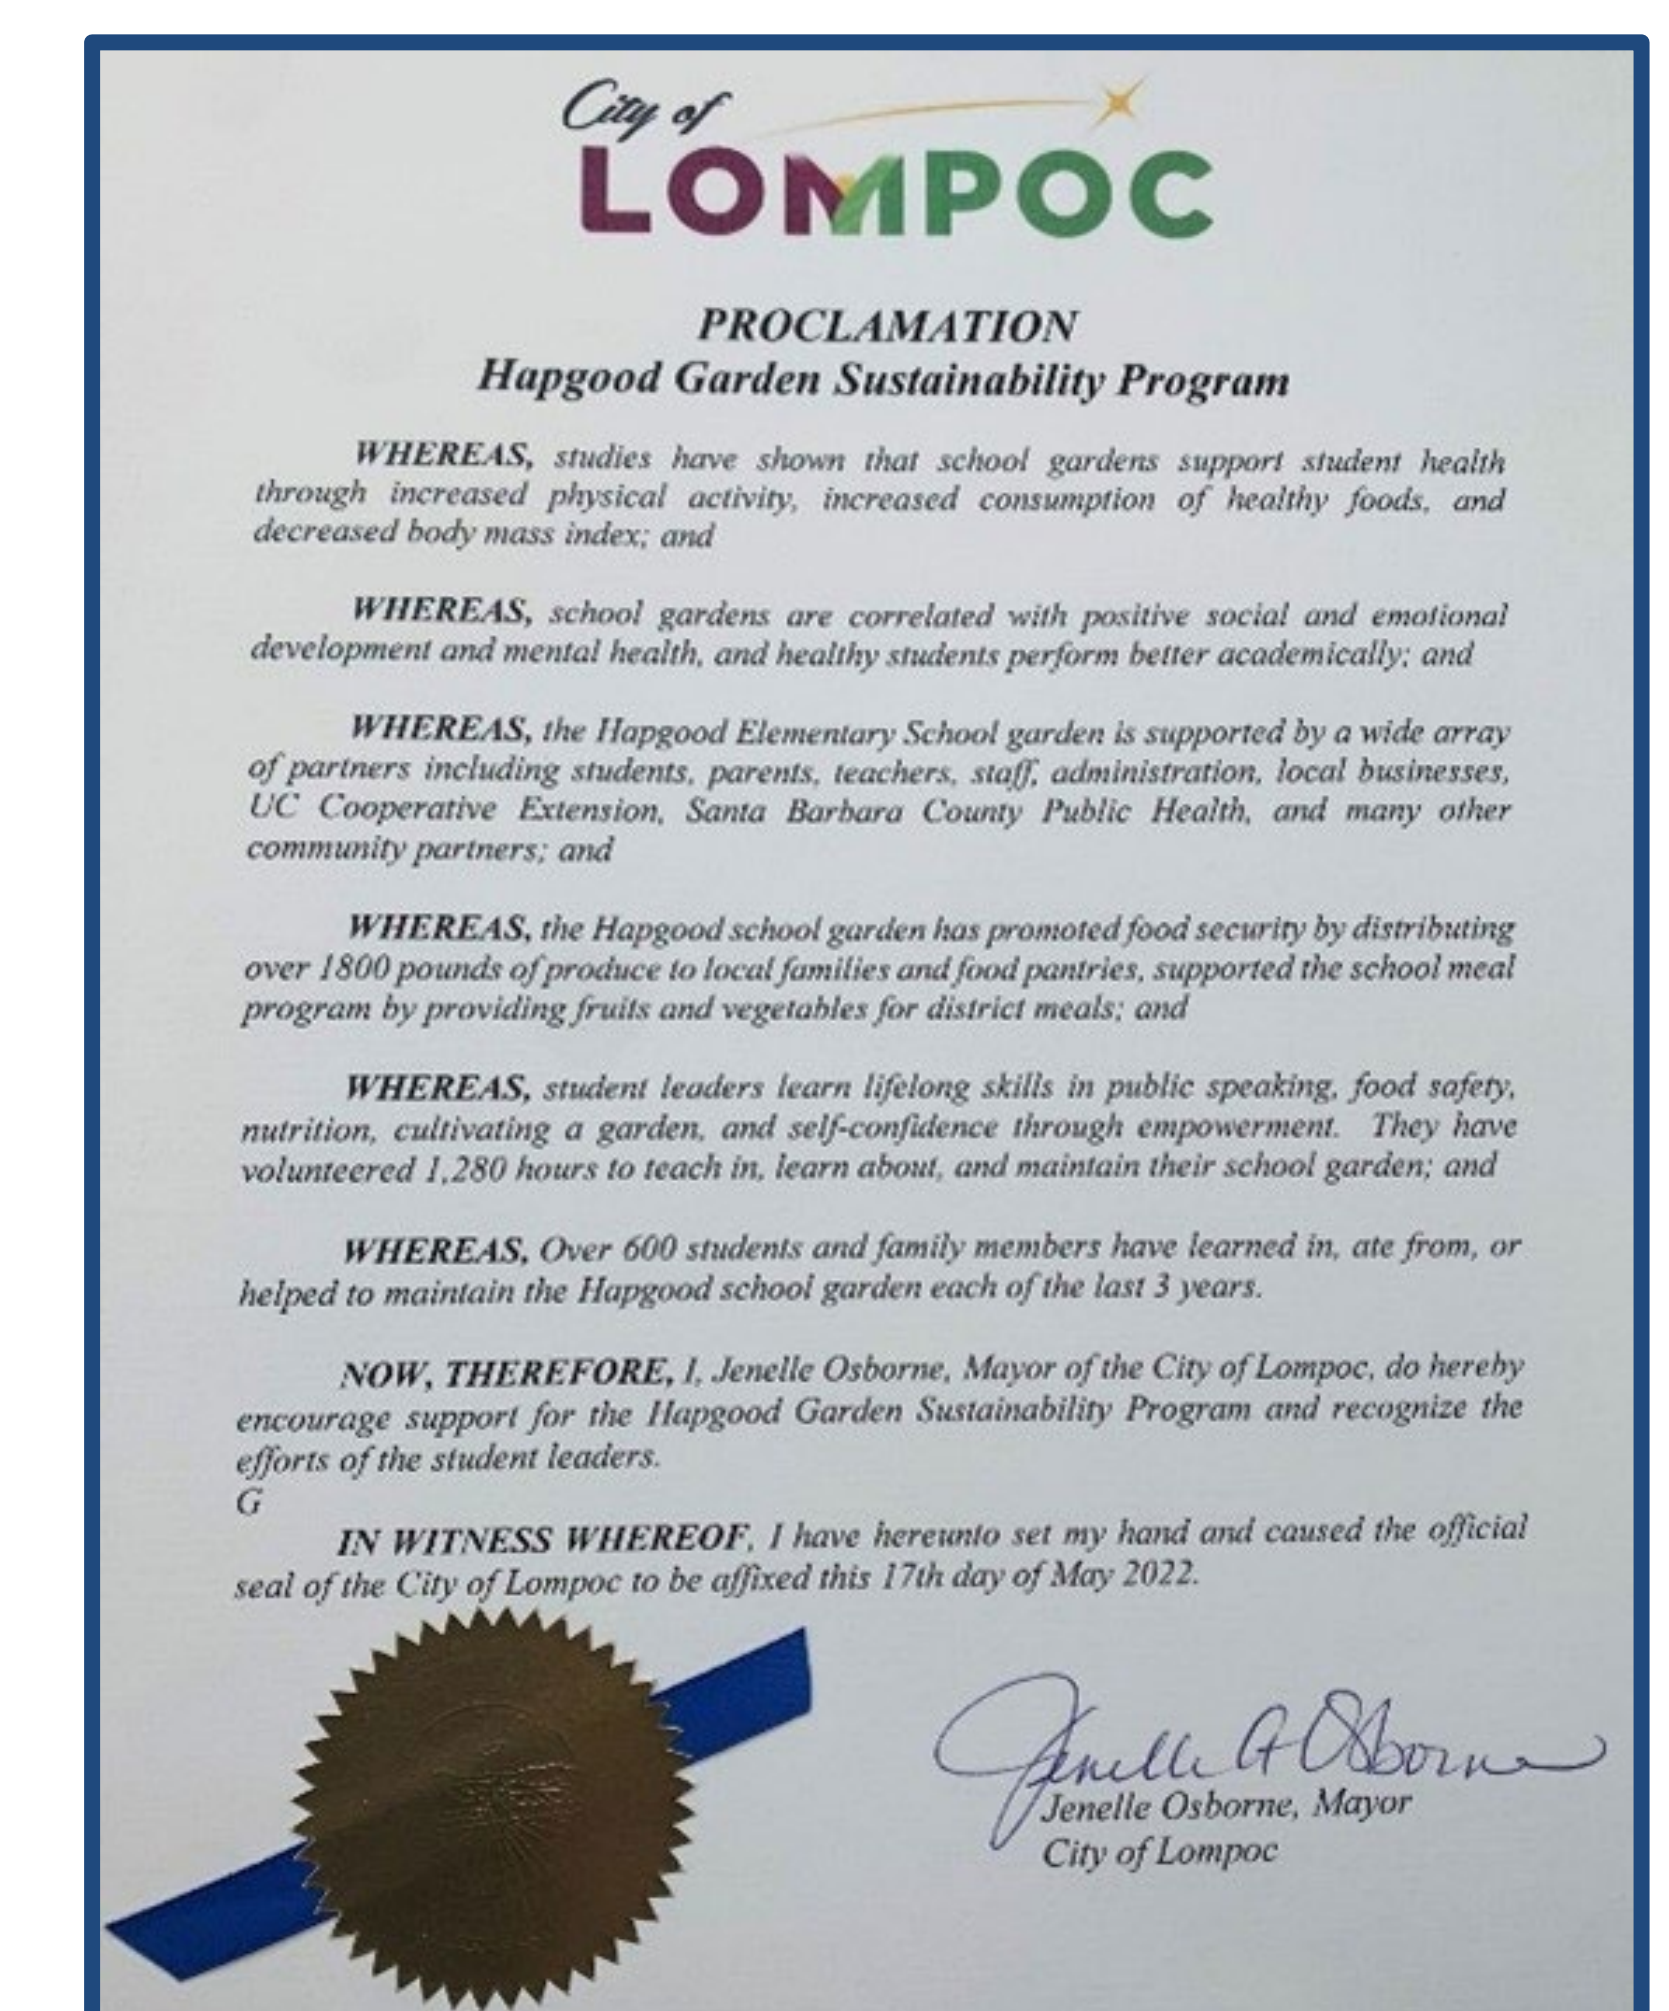 City of
LOMPOC
PROCLAMATION
Hapgood Garden Sustainability Program
WHEREAS, studies have shown that school gardens support student health
through increased physical activity, increased consumption of healthy foods, and
decreased body mass index; and
WHEREAS, school gardens are correlated with positive social and emotional
development and mental health, and healthy students perform better academically; and
WHEREAS, the Hapgood Elementary School garden is supported by a wide array
of partners including students, parents, teachers, staff, administration, local businesses,
UC Cooperative Extension, Santa Barbara County Public Health, and many other
community partners; and
WHEREAS, the Hapgood school garden has promoted food security by distributing
over 1800 pounds of produce to local families and food pantries, supported the school meal
program by providing fruits and vegetables for district meals; and
WHEREAS, student leaders learn lifelong skills in public speaking, food safety,
nutrition, cultivating a garden, and self-confidence through empowerment. They have
volunteered 1,280 hours to teach in, learn about, and maintain their school garden; and
WHEREAS, Over 600 students and family members have learned in, ate from, or
helped to maintain the Hapgood school garden each of the last 3 years.
NOW, THEREFORE, I, Jenelle Osborne, Mayor of the City of Lompoc, do hereby
encourage support for the Hapgood Garden Sustainability Program and recognize the
efforts of the student leaders.
G
IN WITNESS WHEREOF, I have hereunto set my hand and caused the official
seal of the City of Lompoc to be affixed this 17th day of May 2022.
Jenelle A Osborne
Jenelle Osborne, Mayor
City of Lompoc